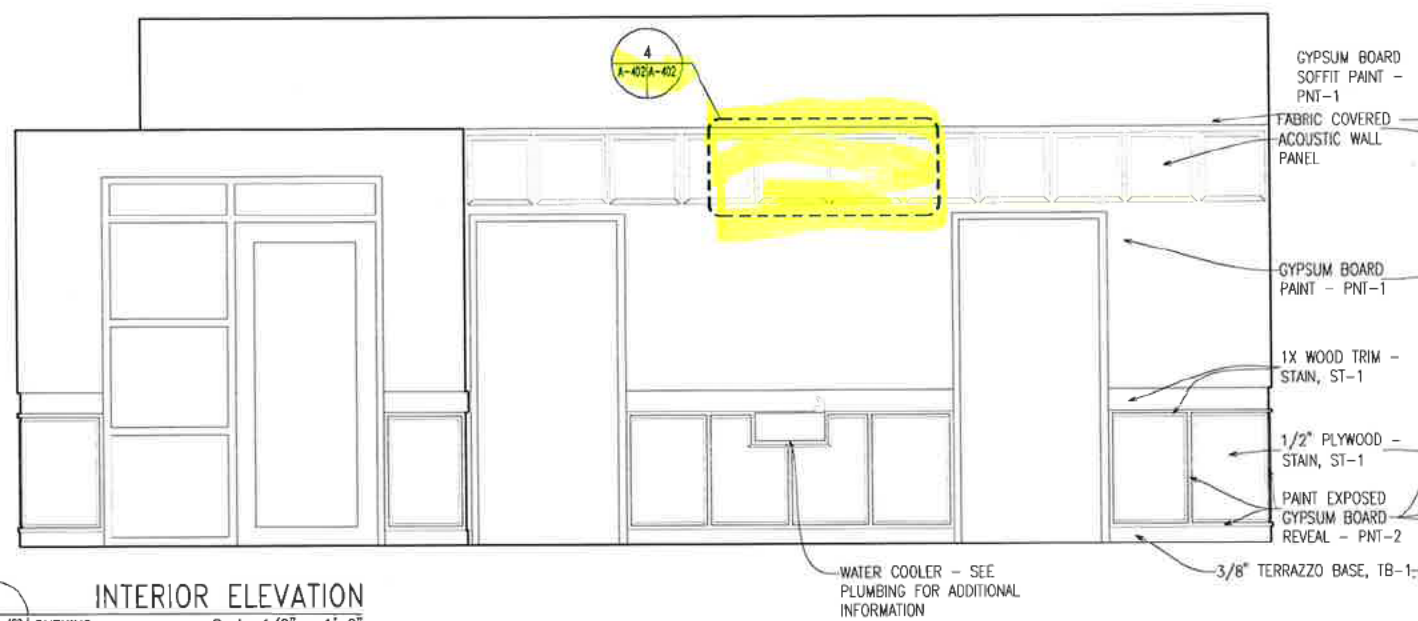 4
A-402 A-402
GYPSUM BOARD
SOFFIT PAINT -
PNT-1
FABRIC COVERED
ACOUSTIC WALL
PANEL
GYPSUM BOARD
PAINT - PNT-1
1X WOOD TRIM -
STAIN, ST-1
1/2" PLYWOOD -
STAIN, ST-1
PAINT EXPOSED
GYPSUM BOARD
REVEAL - PNT-2
3/8" TERRAZZO BASE, TB-1
WATER COOLER - SEE
PLUMBING FOR ADDITIONAL
INFORMATION
INTERIOR ELEVATION